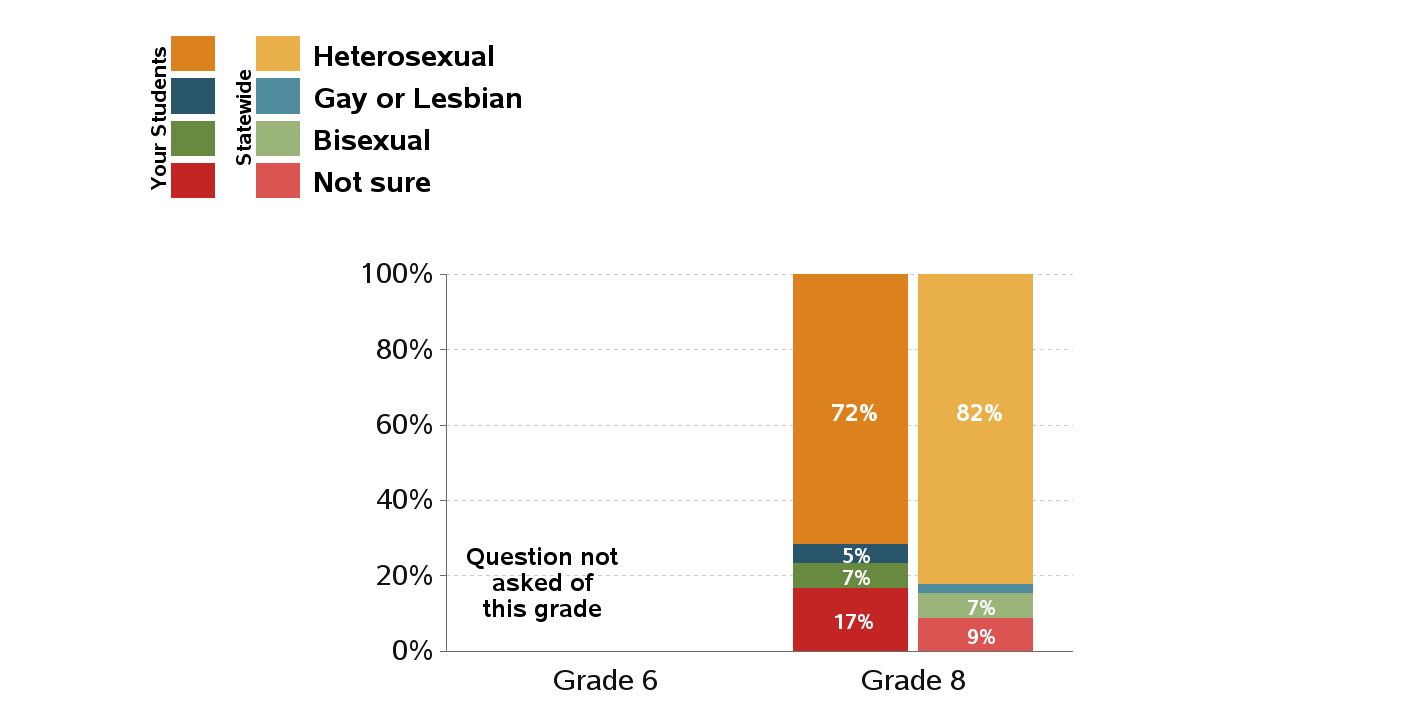 Your Students
Statewide
Heterosexual
Gay or Lesbian
Bisexual
Not sure
100%
80%
60%
40%
20%
0%
Question not
asked of
this grade
72%
5%
7%
17%
82%
7%
9%
Grade 6
Grade 8